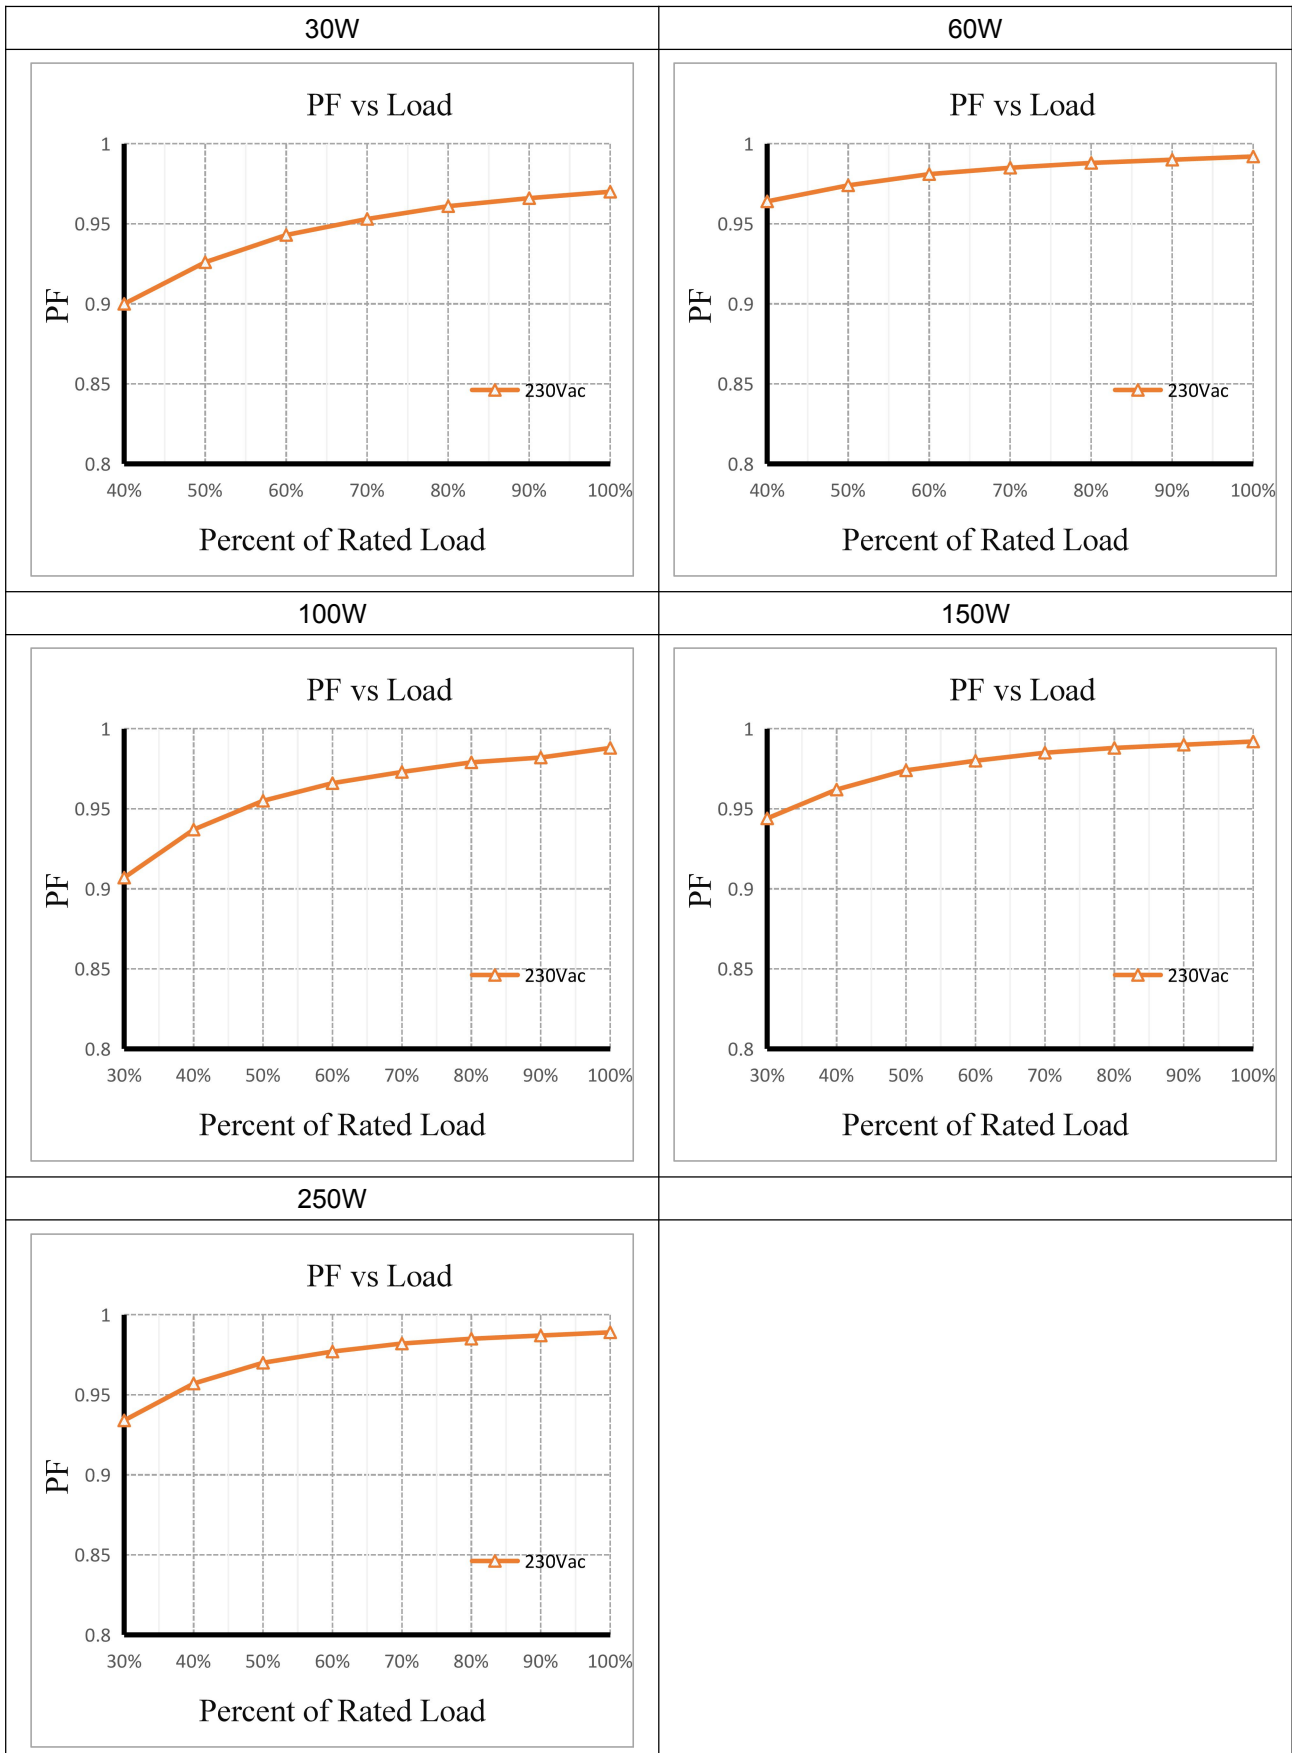 30W 60W
PF vs Load
1
0.95
0.9
0.85
0.8
PF
230Vac
40% 50% 60% 70% 80% 90% 100%
Percent of Rated Load
PF vs Load
1
0.95
0.9
0.85
0.8
PF
230Vac
40% 50% 60% 70% 80% 90% 100%
Percent of Rated Load
100W 150W
PF vs Load
1
0.95
0.9
0.85
0.8
PF
230Vac
30% 40% 50% 60% 70% 80% 90% 100%
Percent of Rated Load
PF vs Load
1
0.95
0.9
0.85
0.8
PF
230Vac
30% 40% 50% 60% 70% 80% 90% 100%
Percent of Rated Load
250W
PF vs Load
1
0.95
0.9
0.85
0.8
PF
230Vac
30% 40% 50% 60% 70% 80% 90% 100%
Percent of Rated Load